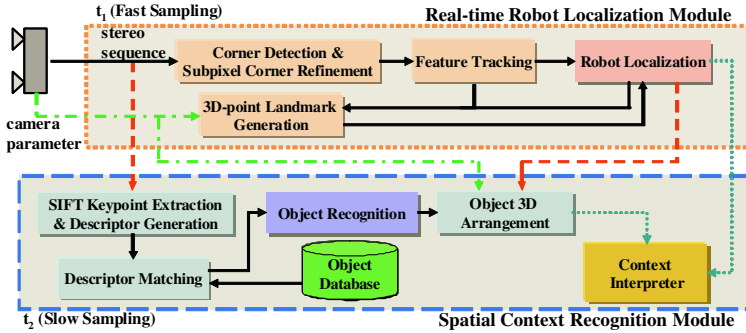 t1 (Fast Sampling)
Real-time Robot Localization Module
stereo
sequence
Corner Detection &
Subpixel Corner Refinement
Feature Tracking
Robot Localization
3D-point Landmark
Generation
camera
parameter
SIFT Keypoint Extraction
& Descriptor Generation
Object Recognition
Object 3D
Arrangement
Descriptor Matching
Object
Database
Context
Interpreter
t2 (Slow Sampling)
Spatial Context Recognition Module